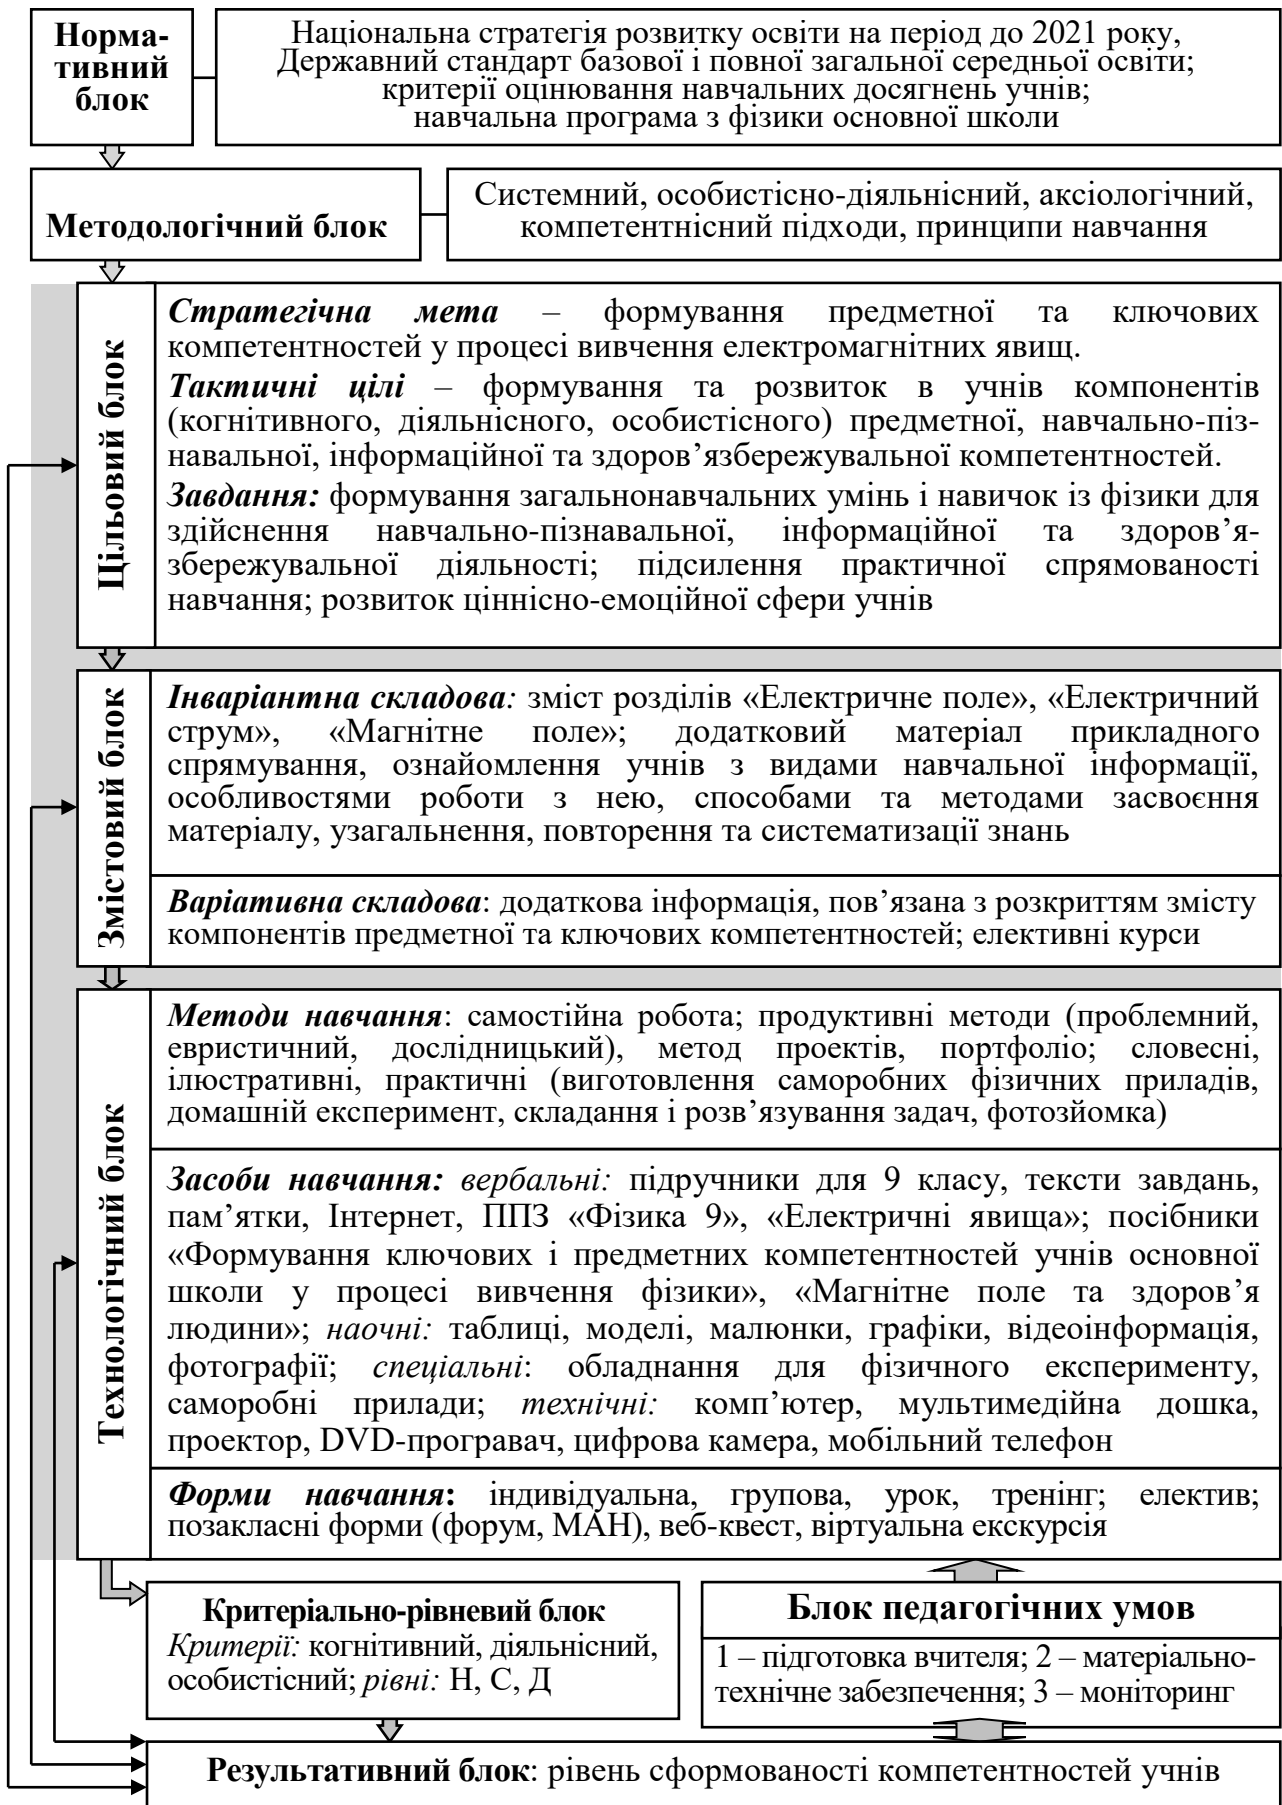 Норма-
тивний
блок
Національна стратегія розвитку освіти на період до 2021 року,
Державний стандарт базової і повної загальної середньої освіти;
критерії оцінювання навчальних досягнень учнів;
навчальна програма з фізики основної школи
Методологічний блок
Системний, особистісно-діяльнісний, аксіологічний,
компетентнісний підходи, принципи навчання
Цільовий блок
Стратегічна мета – формування предметної та ключових
компетентностей у процесі вивчення електромагнітних явищ.
Тактичні цілі – формування та розвиток в учнів компонентів
(когнітивного, діяльнісного, особистісного) предметної, навчально-піз-
навальної, інформаційної та здоров’язбережувальної компетентностей.
Завдання: формування загальнонавчальних умінь і навичок із фізики для
здійснення навчально-пізнавальної, інформаційної та здоров’я-
збережувальної діяльності; підсилення практичної спрямованості
навчання; розвиток ціннісно-емоційної сфери учнів
Змістовий блок
Інваріантна складова: зміст розділів «Електричне поле», «Електричний
струм», «Магнітне поле»; додатковий матеріал прикладного
спрямування, ознайомлення учнів з видами навчальної інформації,
особливостями роботи з нею, способами та методами засвоєння
матеріалу, узагальнення, повторення та систематизації знань
Варіативна складова: додаткова інформація, пов’язана з розкриттям змісту
компонентів предметної та ключових компетентностей; елективні курси
Технологічний блок
Методи навчання: самостійна робота; продуктивні методи (проблемний,
евристичний, дослідницький), метод проектів, портфоліо; словесні,
ілюстративні, практичні (виготовлення саморобних фізичних приладів,
домашній експеримент, складання і розв’язування задач, фотозйомка)
Засоби навчання: вербальні: підручники для 9 класу, тексти завдань,
пам’ятки, Інтернет, ППЗ «Фізика 9», «Електричні явища»; посібники
«Формування ключових і предметних компетентностей учнів основної
школи у процесі вивчення фізики», «Магнітне поле та здоров’я
людини»; наочні: таблиці, моделі, малюнки, графіки, відеоінформація,
фотографії; спеціальні: обладнання для фізичного експерименту,
саморобні прилади; технічні: комп’ютер, мультимедійна дошка,
проектор, DVD-програвач, цифрова камера, мобільний телефон
Форми навчання: індивідуальна, групова, урок, тренінг; електив;
позакласні форми (форум, МАН), веб-квест, віртуальна екскурсія
Критеріально-рівневий блок
Критерії: когнітивний, діяльнісний,
особистісний; рівні: Н, С, Д
Блок педагогічних умов
1 – підготовка вчителя; 2 – матеріально-
технічне забезпечення; 3 – моніторинг
Результативний блок: рівень сформованості компетентностей учнів